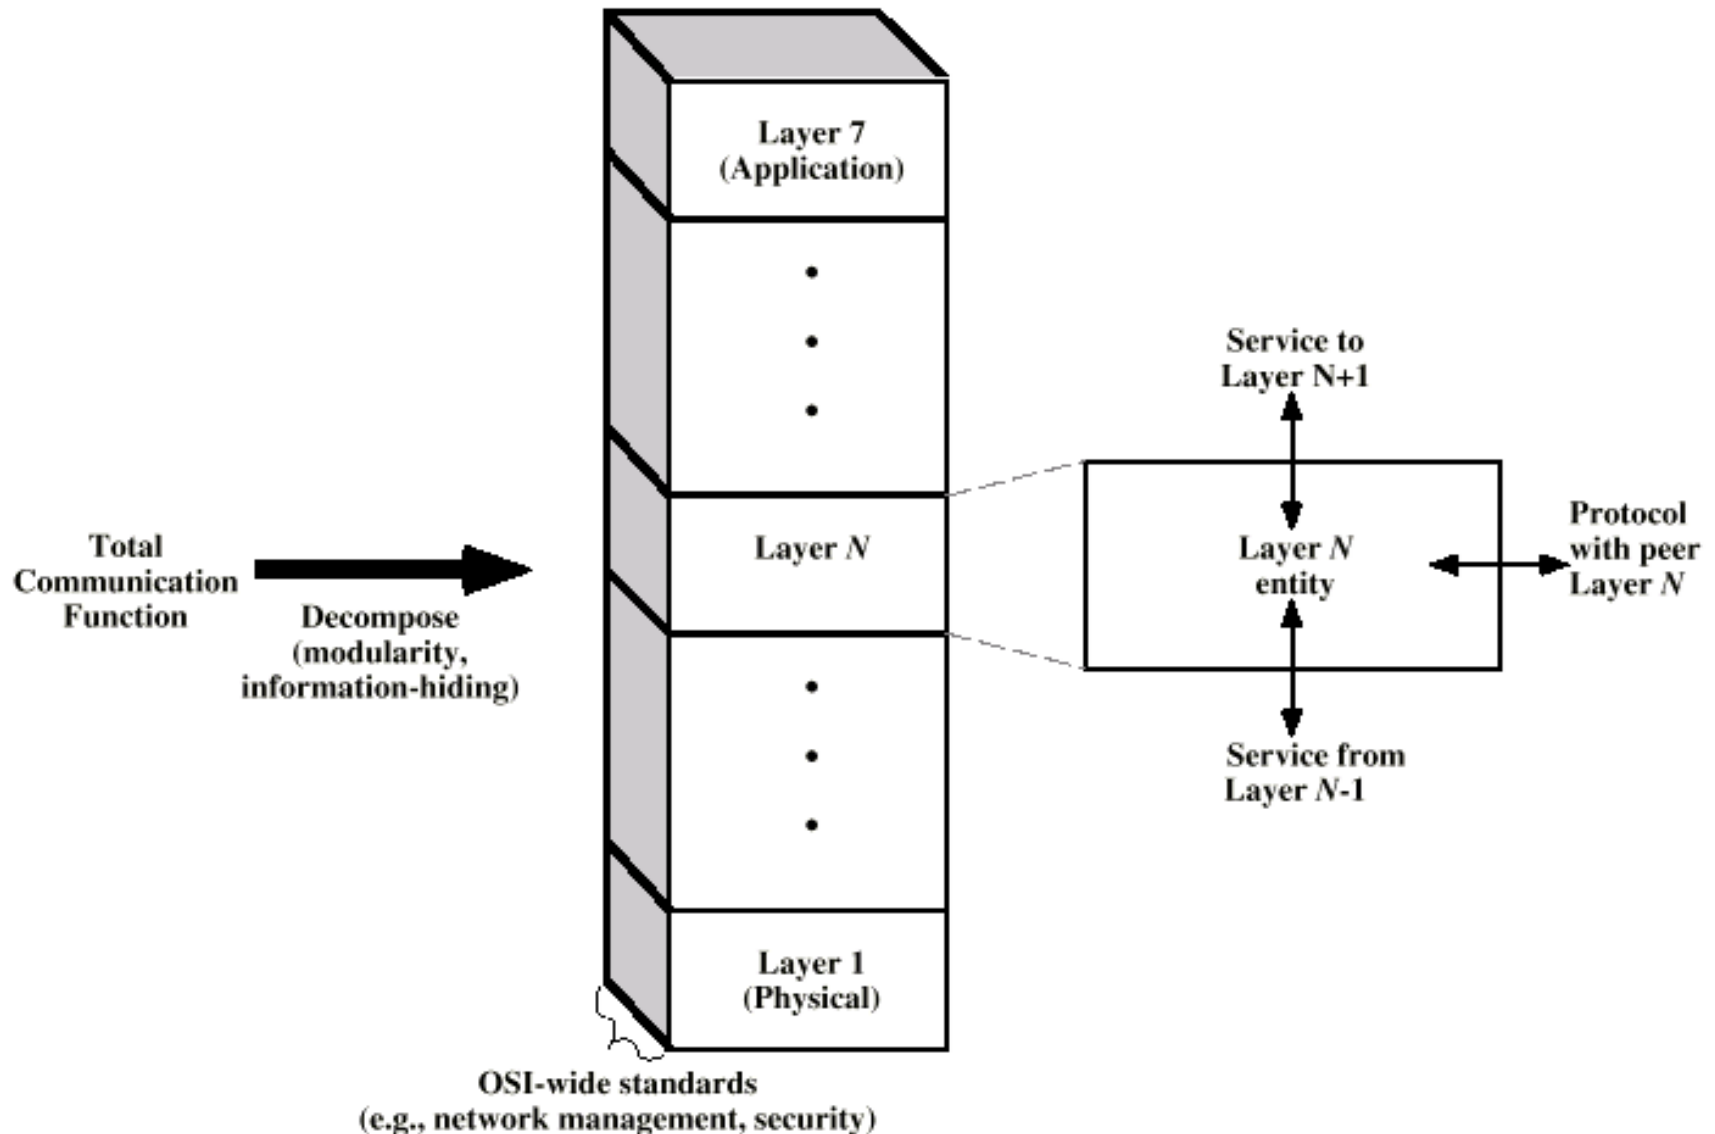 Layer 7
(Application)
Service to
Layer N+1
Total
Communication
Function
Decompose
(modularity,
information-hiding)
Layer N
Layer N
entity
Protocol
with peer
Layer N
Service from
Layer N-1
Layer 1
(Physical)
OSI-wide standards
(e.g., network management, security)